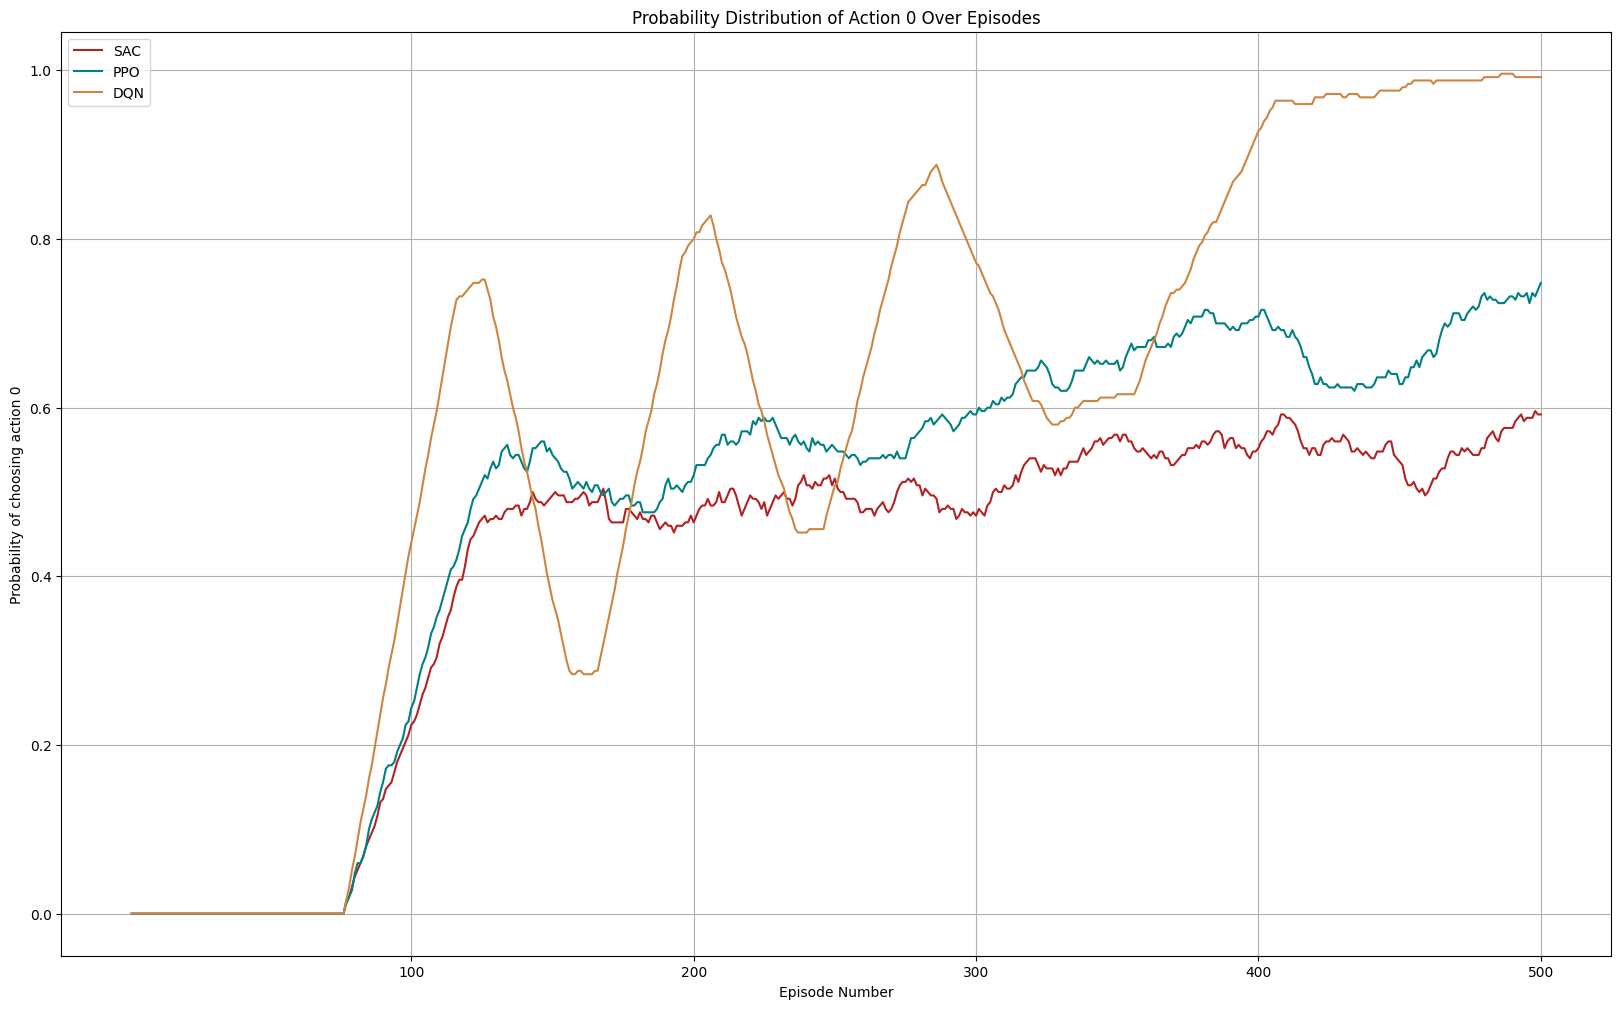 Probability Distribution of Action 0 Over Episodes
SAC
PPO
DQN
1.0
0.8
0.6
0.4
0.2
0.0
Probability of choosing action 0
100
200
300
400
500
Episode Number